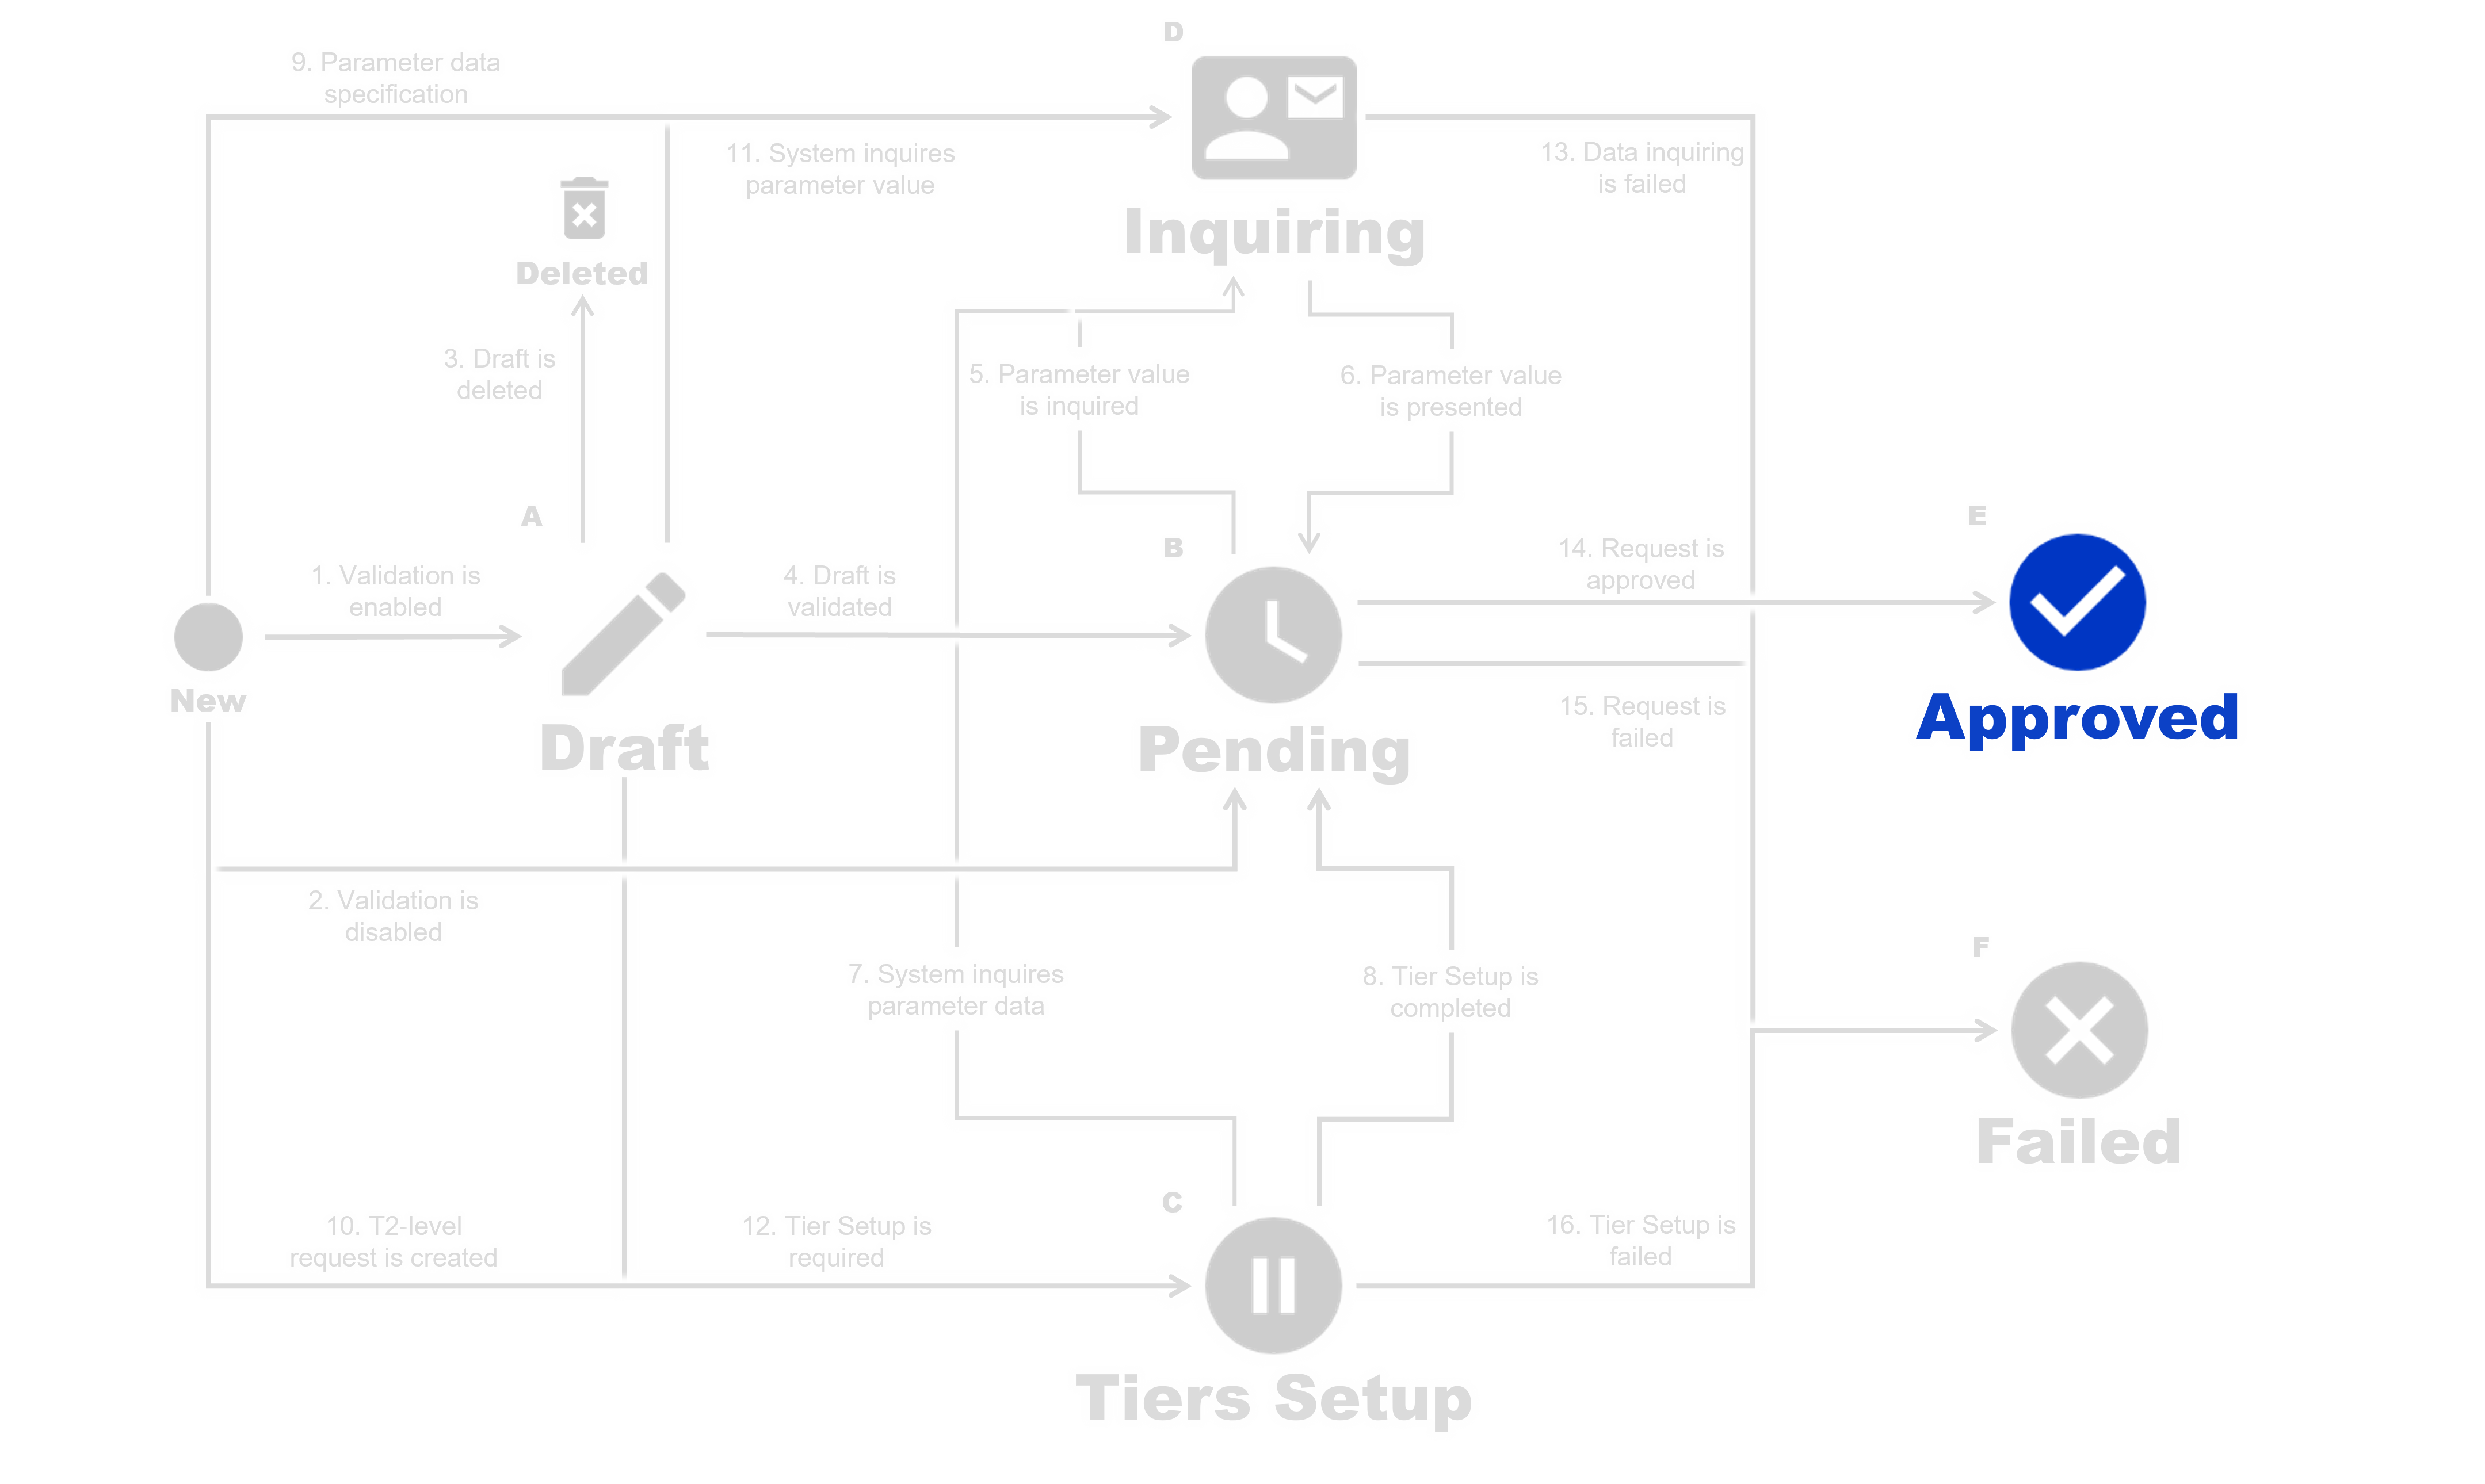 D
9. Parameter data
specification
11. System inquires
parameter value
13. Data inquiring
is failed
Inquiring
Deleted
3. Draft is
deleted
5. Parameter value
is inquired
6. Parameter value
is presented
A
B
E
1. Validation is
enabled
4. Draft is
validated
14. Request is
approved
New
Draft
Pending
15. Request is
failed
Approved
2. Validation is
disabled
F
7. System inquires
parameter data
8. Tier Setup is
completed
Failed
C
10. T2-level
request is created
12. Tier Setup is
required
16. Tier Setup is
failed
Tiers Setup